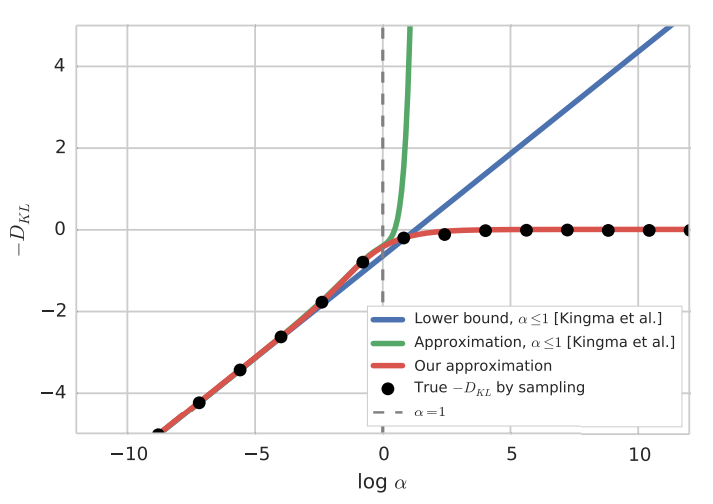 4
2
0
−2
−4
−D_{KL}
−10
−5
0
5
10
log α
Lower bound, α≤1 [Kingma et al.]
Approximation, α≤1 [Kingma et al.]
Our approximation
True −D_{KL} by sampling
α=1